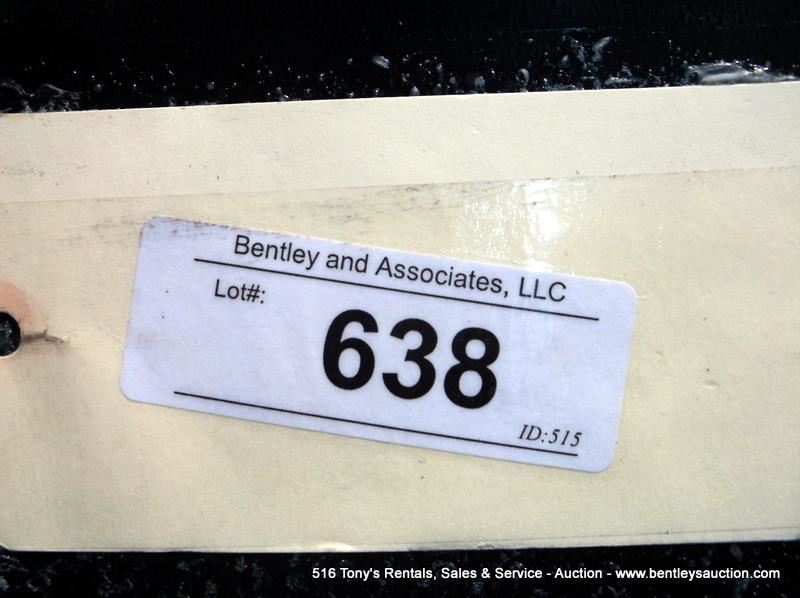 Bentley and Associates, LLC
Lot#:
638
ID:515
516 Tony's Rentals, Sales & Service - Auction - www.bentleysauction.com